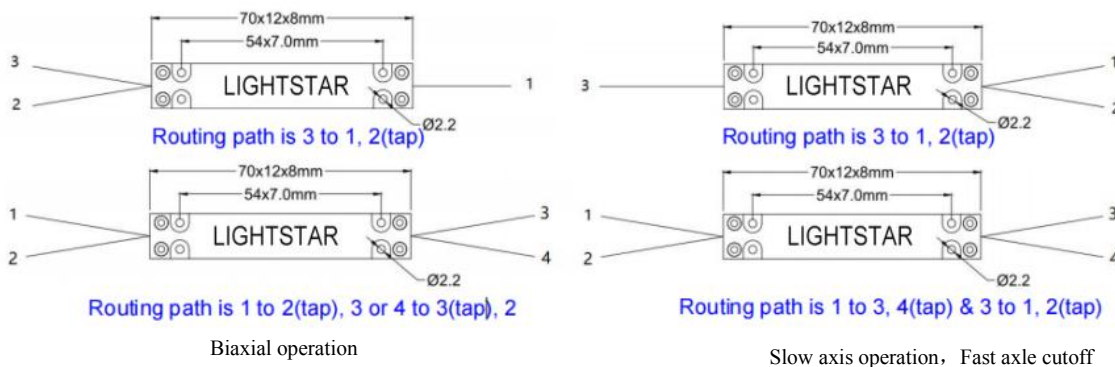 70x12x8mm
54x7.0mm
3
2
LIGHTSTAR
1
Ø2.2
Routing path is 3 to 1, 2(tap)
70x12x8mm
54x7.0mm
3
LIGHTSTAR
1
2
Ø2.2
Routing path is 3 to 1, 2(tap)
70x12x8mm
54x7.0mm
1
2
LIGHTSTAR
3
4
Ø2.2
Routing path is 1 to 2(tap), 3 or 4 to 3(tap), 2
Biaxial operation
70x12x8mm
54x7.0mm
1
2
LIGHTSTAR
3
4
Ø2.2
Routing path is 1 to 3, 4(tap) & 3 to 1, 2(tap)
Slow axis operation，Fast axle cutoff